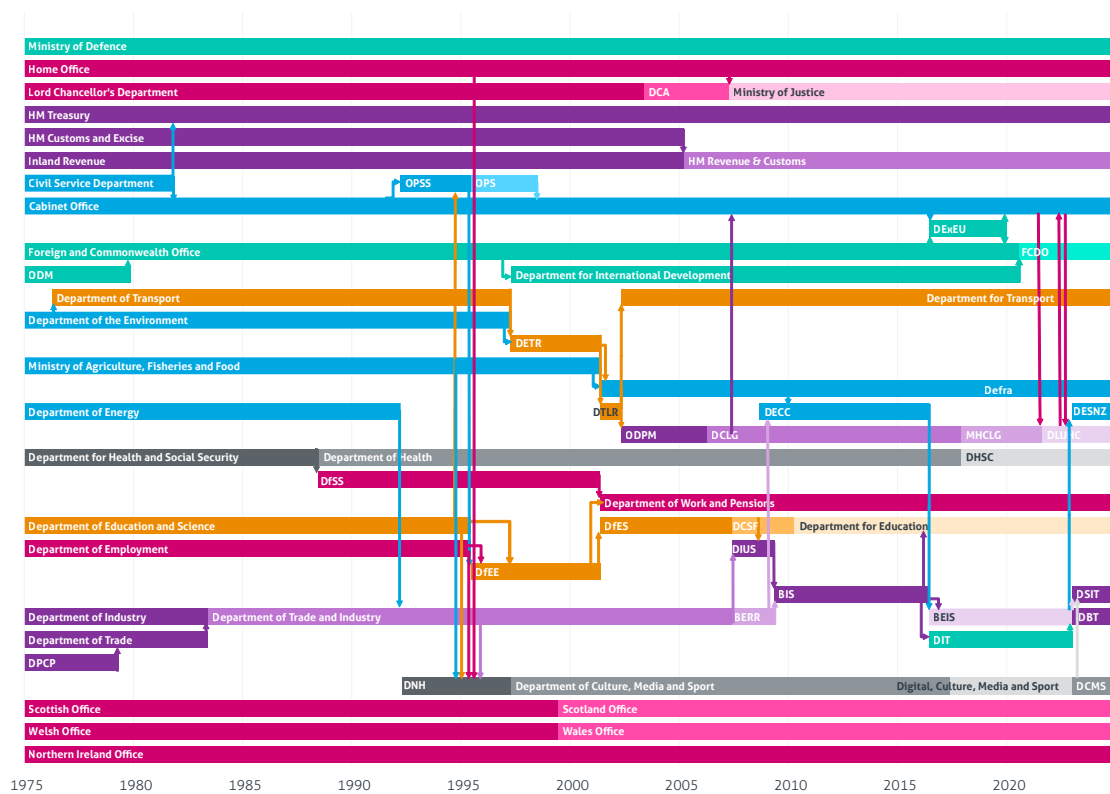 Ministry of Defence
Home Office
Lord Chancellor's Department DCA Ministry of Justice
HM Treasury
HM Customs and Excise
Inland Revenue HM Revenue & Customs
Civil Service Department OPSS OPS
Cabinet Office
DExEU
Foreign and Commonwealth Office FCDO
ODM Department for International Development
Department of Transport Department for Transport
Department of the Environment
DETR
Ministry of Agriculture, Fisheries and Food
Defra
Department of Energy DTLR DECC DESNZ
ODPM DCLG MHCLG DLUHC
Department for Health and Social Security Department of Health DHSC
DfSS
Department of Work and Pensions
Department of Education and Science DfES DCSF Department for Education
Department of Employment DIUS
DfEE
BIS DSIT
Department of Industry Department of Trade and Industry BERR BEIS DBT
Department of Trade DIT
DPCP
DNH Department of Culture, Media and Sport Digital, Culture, Media and Sport DCMS
Scottish Office Scotland Office
Welsh Office Wales Office
Northern Ireland Office
1975 1980 1985 1990 1995 2000 2005 2010 2015 2020